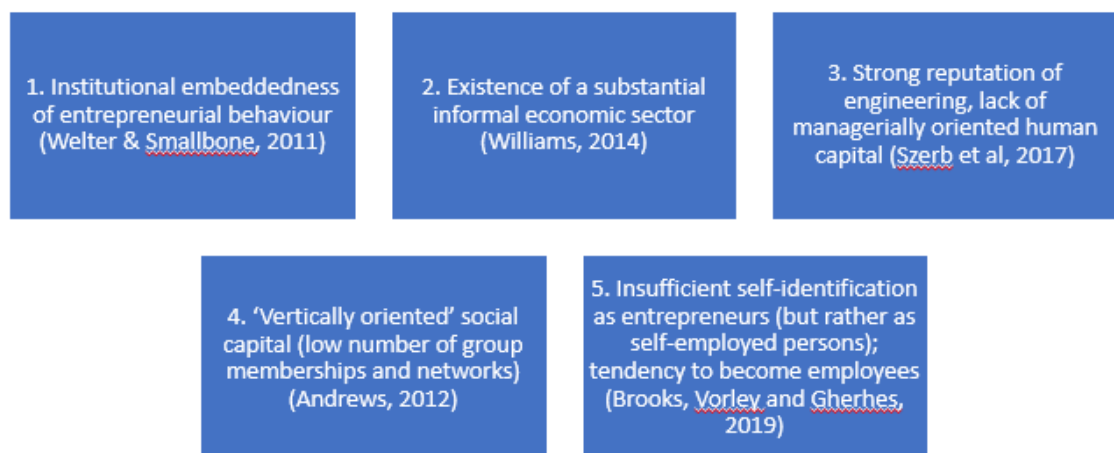 1. Institutional embeddedness
of entrepreneurial behaviour
(Welter & Smallbone, 2011)
2. Existence of a substantial
informal economic sector
(Williams, 2014)
3. Strong reputation of
engineering, lack of
managerially oriented human
capital (Szerb et al, 2017)
4. ‘Vertically oriented’ social
capital (low number of group
memberships and networks)
(Andrews, 2012)
5. Insufficient self-identification
as entrepreneurs (but rather as
self-employed persons);
tendency to become employees
(Brooks, Vorley and Gherhes,
2019)